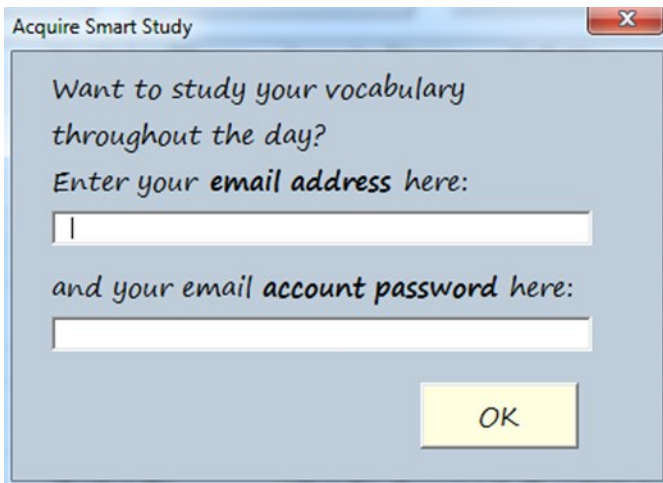 Acquire Smart Study
Want to study your vocabulary
throughout the day?
Enter your email address here:
and your email account password here:
OK